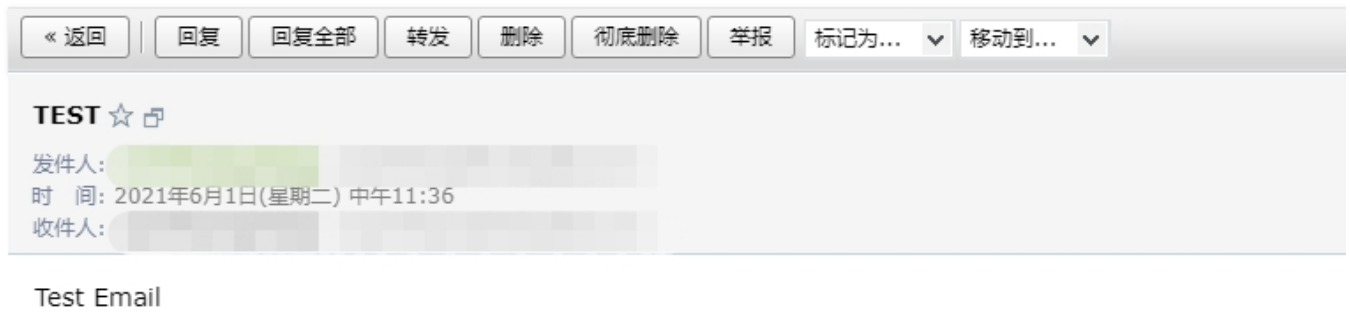 « 返回 回复 回复全部 转发 删除 彻底删除 举报 标记为... 移动到...
TEST
发件人:
时 间: 2021年6月1日(星期二) 中午11:36
收件人:
Test Email